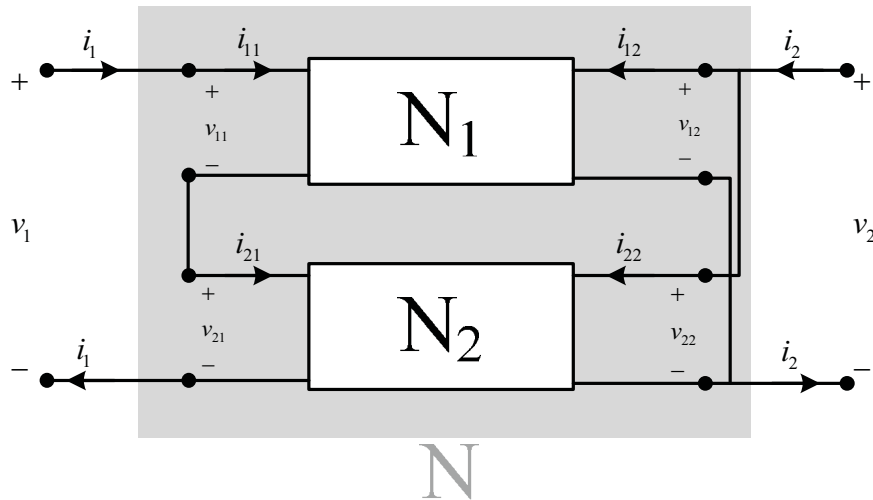 i₁ i₁₁ i₁₂ i₂
+ + + +
N₁
v₁₁ v₁₂
− −
v₁ v₂
i₂₁ i₂₂
+ +
N₂
v₂₁ v₂₂
− i₁ − − i₂ −
N